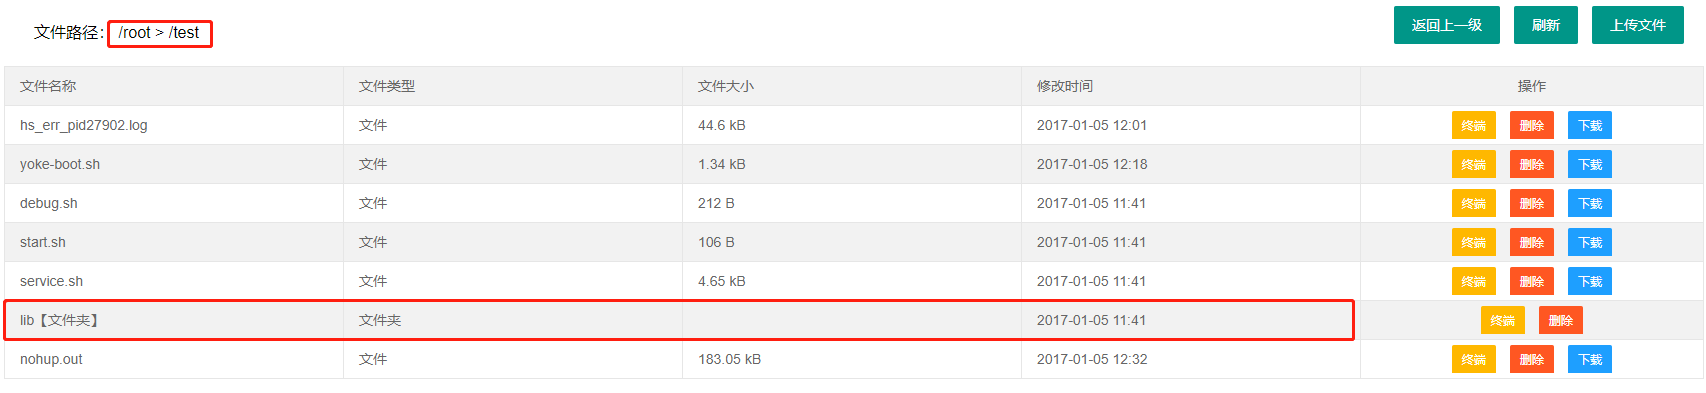 文件路径: /root > /test 返回上一级 刷新 上传文件
文件名称 文件类型 文件大小 修改时间 操作
hs_err_pid27902.log 文件 44.6 kB 2017-01-05 12:01 终端 删除 下载
yoke-boot.sh 文件 1.34 kB 2017-01-05 12:18 终端 删除 下载
debug.sh 文件 212 B 2017-01-05 11:41 终端 删除 下载
start.sh 文件 106 B 2017-01-05 11:41 终端 删除 下载
service.sh 文件 4.65 kB 2017-01-05 11:41 终端 删除 下载
lib【文件夹】 文件夹 2017-01-05 11:41 终端 删除
nohup.out 文件 183.05 kB 2017-01-05 12:32 终端 删除 下载